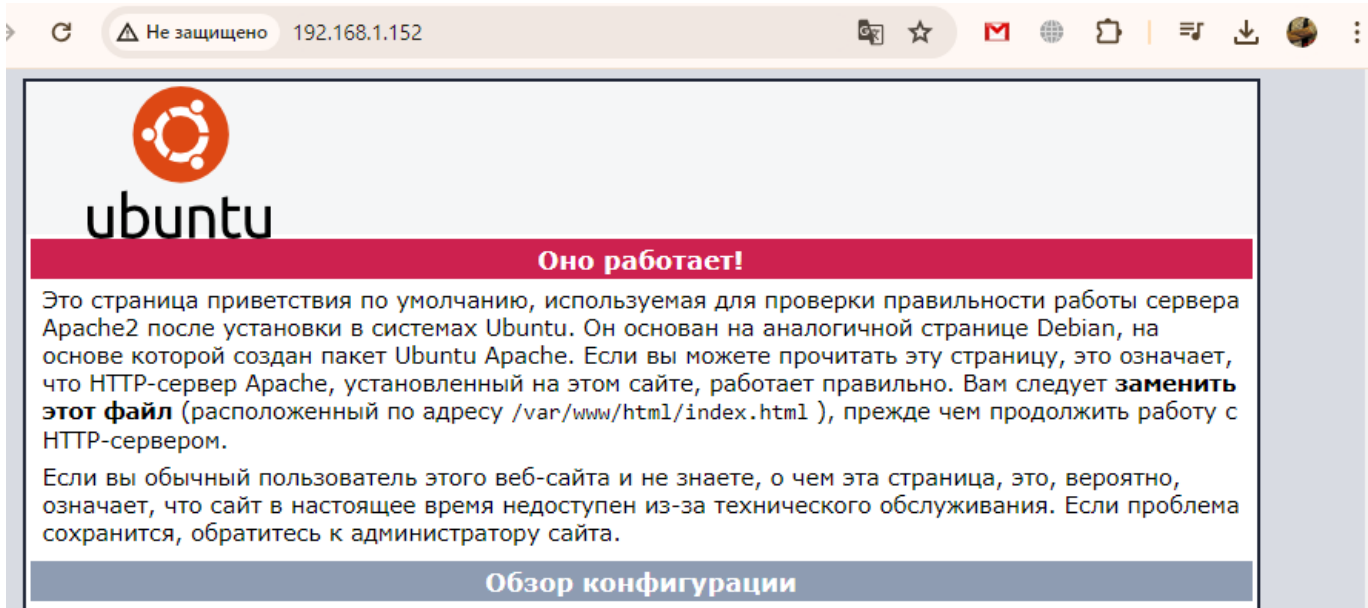 Не защищено 192.168.1.152
ubuntu
Оно работает!
Это страница приветствия по умолчанию, используемая для проверки правильности работы сервера
Apache2 после установки в системах Ubuntu. Он основан на аналогичной странице Debian, на
основе которой создан пакет Ubuntu Apache. Если вы можете прочитать эту страницу, это означает,
что HTTP-сервер Apache, установленный на этом сайте, работает правильно. Вам следует заменить
этот файл (расположенный по адресу /var/www/html/index.html ), прежде чем продолжить работу с
HTTP-сервером.
Если вы обычный пользователь этого веб-сайта и не знаете, о чем эта страница, это, вероятно,
означает, что сайт в настоящее время недоступен из-за технического обслуживания. Если проблема
сохранится, обратитесь к администратору сайта.
Обзор конфигурации